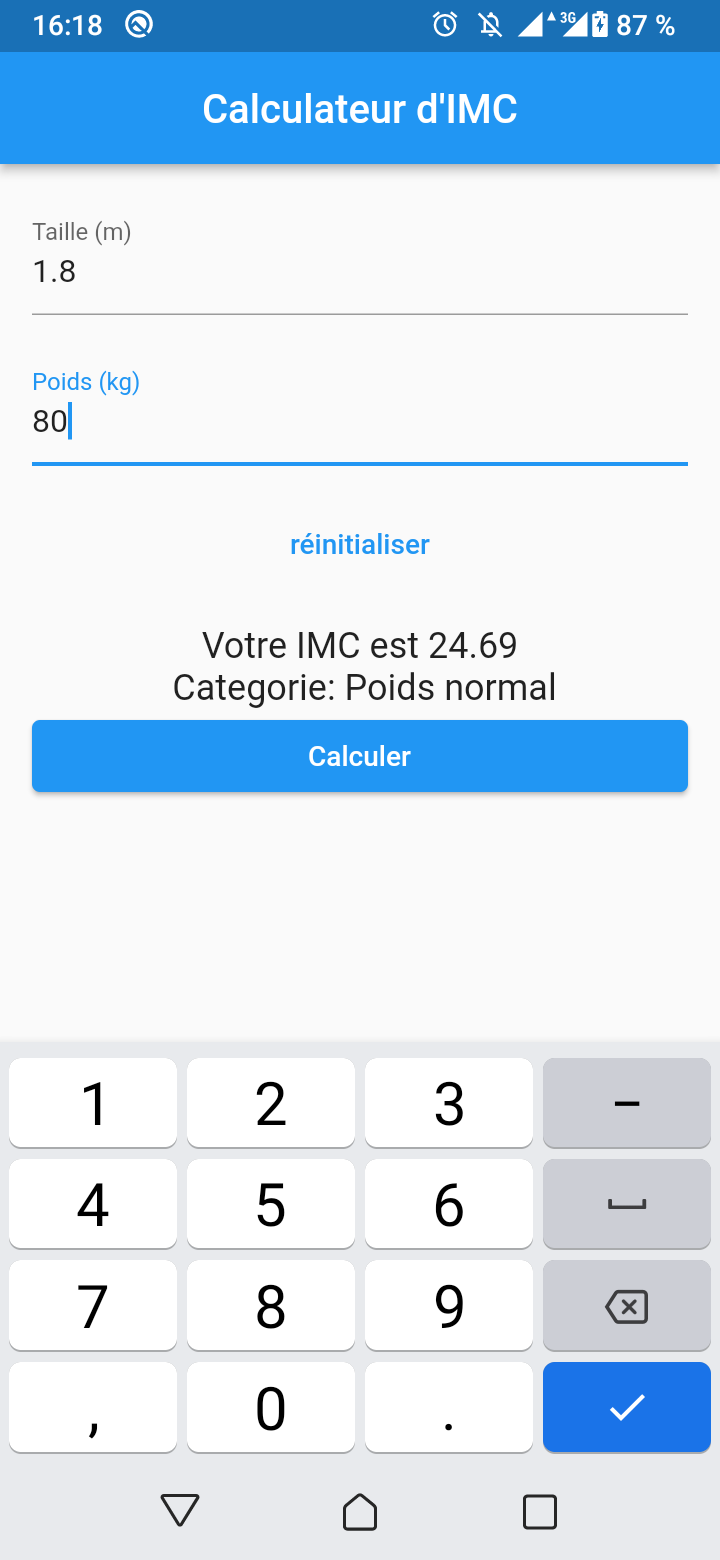 16:18 3G 87 %
Calculateur d'IMC
Taille (m)
1.8
Poids (kg)
80
réinitialiser
Votre IMC est 24.69
Categorie: Poids normal
Calculer
1 2 3 –
4 5 6
7 8 9
, 0 .